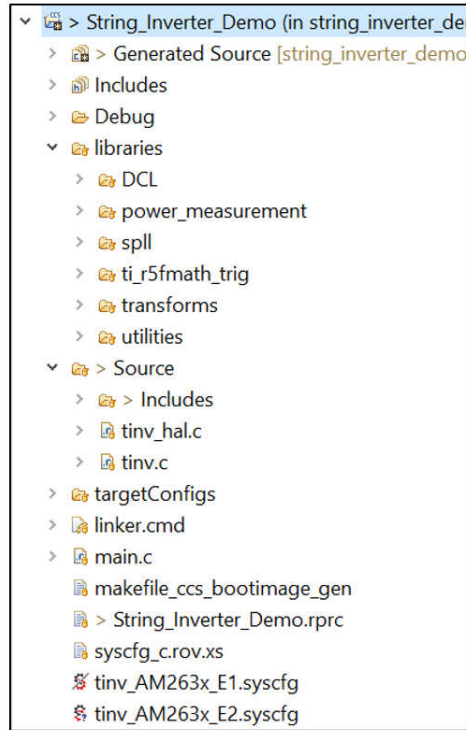 > String_Inverter_Demo (in string_inverter_de
> Generated Source [string_inverter_demo
Includes
Debug
libraries
DCL
power_measurement
spll
ti_r5fmath_trig
transforms
utilities
> Source
> Includes
tinv_hal.c
tinv.c
targetConfigs
linker.cmd
main.c
makefile_ccs_bootimage_gen
> String_Inverter_Demo.rprc
syscfg_c.rov.xs
tinv_AM263x_E1.syscfg
tinv_AM263x_E2.syscfg